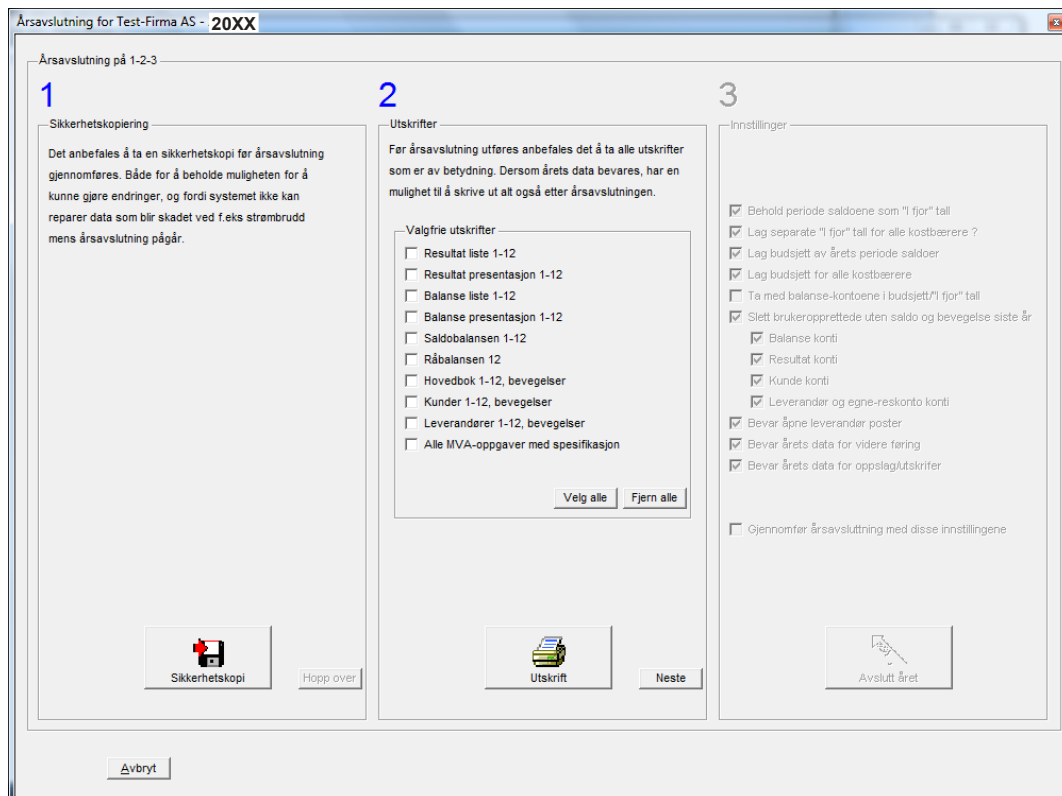 Årsavslutning for Test-Firma AS - 20XX
Årsavslutning på 1-2-3
1
Sikkerhetskopiering
Det anbefales å ta en sikkerhetskopi før årsavslutning
gjennomføres. Både for å beholde muligheten for å
kunne gjøre endringer, og fordi systemet ikke kan
reparer data som blir skadet ved f.eks strømbrudd
mens årsavslutning pågår.
Sikkerhetskopi
Hopp over
2
Utskrifter
Før årsavslutning utføres anbefales det å ta alle utskrifter
som er av betydning. Dersom årets data bevares, har en
mulighet til å skrive ut alt også etter årsavslutningen.
Valgfrie utskrifter
Resultat liste 1-12
Resultat presentasjon 1-12
Balanse liste 1-12
Balanse presentasjon 1-12
Saldobalansen 1-12
Råbalansen 12
Hovedbok 1-12, bevegelser
Kunder 1-12, bevegelser
Leverandører 1-12, bevegelser
Alle MVA-oppgaver med spesifikasjon
Velg alle
Fjern alle
Utskrift
Neste
3
Innstillinger
Behold periode saldoene som "I fjor" tall
Lag separate "I fjor" tall for alle kostbærere ?
Lag budsjett av årets periode saldoer
Lag budsjett for alle kostbærere
Ta med balanse-kontoene i budsjett/"I fjor" tall
Slett brukeropprettede uten saldo og bevegelse siste år
Balanse konti
Resultat konti
Kunde konti
Leverandør og egne-reskonto konti
Bevar åpne leverandør poster
Bevar årets data for videre føring
Bevar årets data for oppslag/utskrifer
Gjennomfør årsavsluttning med disse innstillingene
Avslutt året
Avbryt